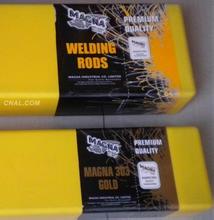 MAGNA
PREMIUM
QUALITY
WELDING
RODS
MAGNA INDUSTRIAL CO. LIMITED
CNAL.COM
MAGNA
PREMIUM
QUALITY
MAGNA 303
GOLD